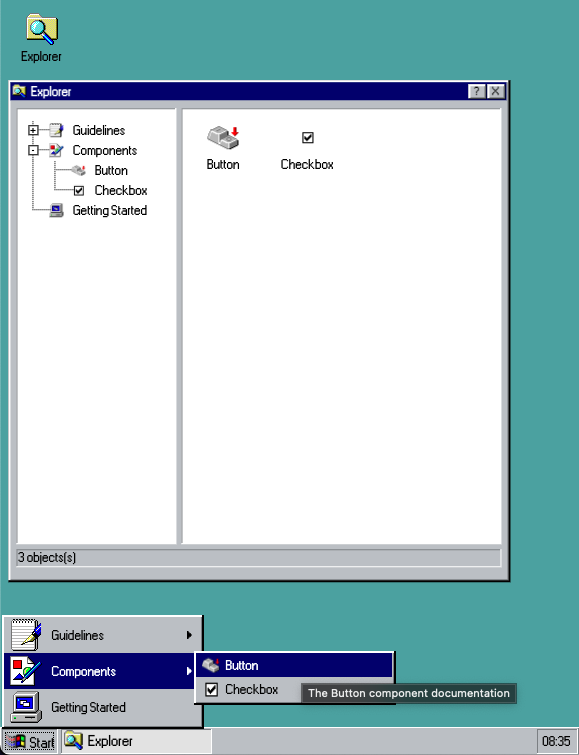 Explorer
Explorer
Guidelines
Components
Button
Checkbox
Getting Started
Button
Checkbox
3 objects(s)
Guidelines
Components
Getting Started
Button
Checkbox
The Button component documentation
Start
Explorer
08:35